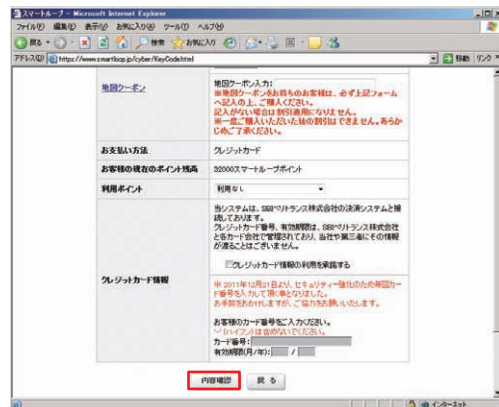 スマートループ - Microsoft Internet Explorer
ファイル(F) 編集(E) 表示(V) お気に入り(A) ツール(T) ヘルプ(H)
戻る 検索 お気に入り
アドレス(D) https://www.smartloop.jp/cyber/KeyCode.html 移動 リンク
地図クーポン
地図クーポン入力:
※地図クーポンをお持ちのお客様は、必ず上記フォーム
へ記入の上、ご購入ください。
記入がない場合は割引適用になりません。
※一度ご購入いただいた後の割引はできません。あらか
じめご了承ください。
お支払い方法 クレジットカード
お客様の現在のポイント残高 32000スマートループポイント
利用ポイント 利用なし
クレジットカード情報
当システムは、SBIベリトランス株式会社の決済システムと接
続しております。
クレジットカード番号、有効期限は、SBIベリトランス株式会社
と各カード会社で管理されており、当社や第三者にその情報
が渡ることはございません。
クレジットカード情報の利用を承諾する
※ 2011年12月21日より、セキュリティー強化のため毎回カー
ド番号を入力して頂く事となりました。
お手数をおかけしますが、ご協力をお願いいたします。
お客様のカード番号をご入力ください。
'-'(ハイフン)は含めないでください。
カード番号:
有効期限(月/年): /
内容確認 戻る
インターネット